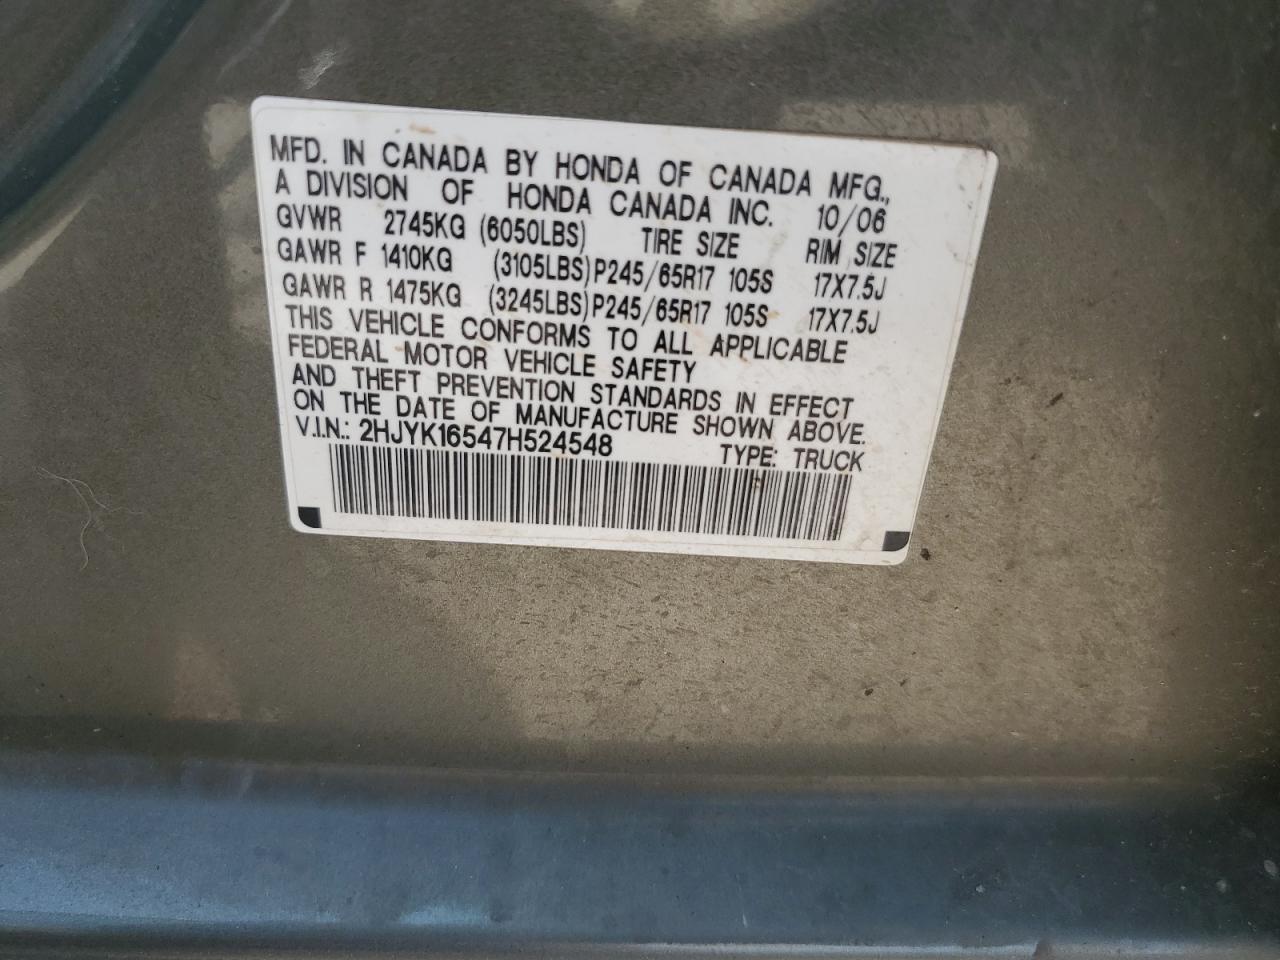 MFD. IN CANADA BY HONDA OF CANADA MFG.,
A DIVISION OF HONDA CANADA INC. 10/06
GVWR 2745KG (6050LBS) TIRE SIZE RIM SIZE
GAWR F 1410KG (3105LBS) P245/65R17 105S 17X7.5J
GAWR R 1475KG (3245LBS) P245/65R17 105S 17X7.5J
THIS VEHICLE CONFORMS TO ALL APPLICABLE
FEDERAL MOTOR VEHICLE SAFETY
AND THEFT PREVENTION STANDARDS IN EFFECT
ON THE DATE OF MANUFACTURE SHOWN ABOVE.
V.I.N.: 2HJYK16547H524548 TYPE: TRUCK